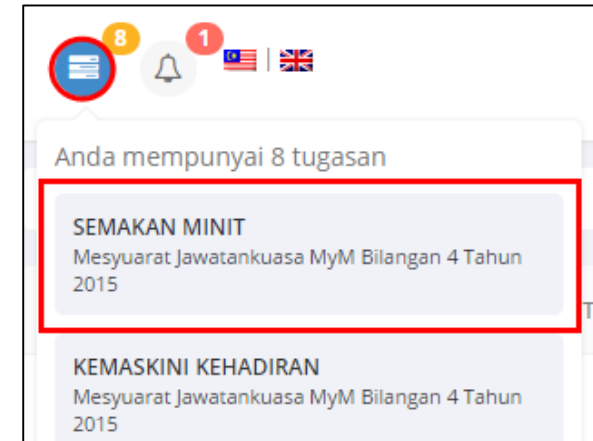 8
1
|
Anda mempunyai 8 tugasan
SEMAKAN MINIT
Mesyuarat Jawatankuasa MyM Bilangan 4 Tahun
2015
T
KEMASKINI KEHADIRAN
Mesyuarat Jawatankuasa MyM Bilangan 4 Tahun
2015